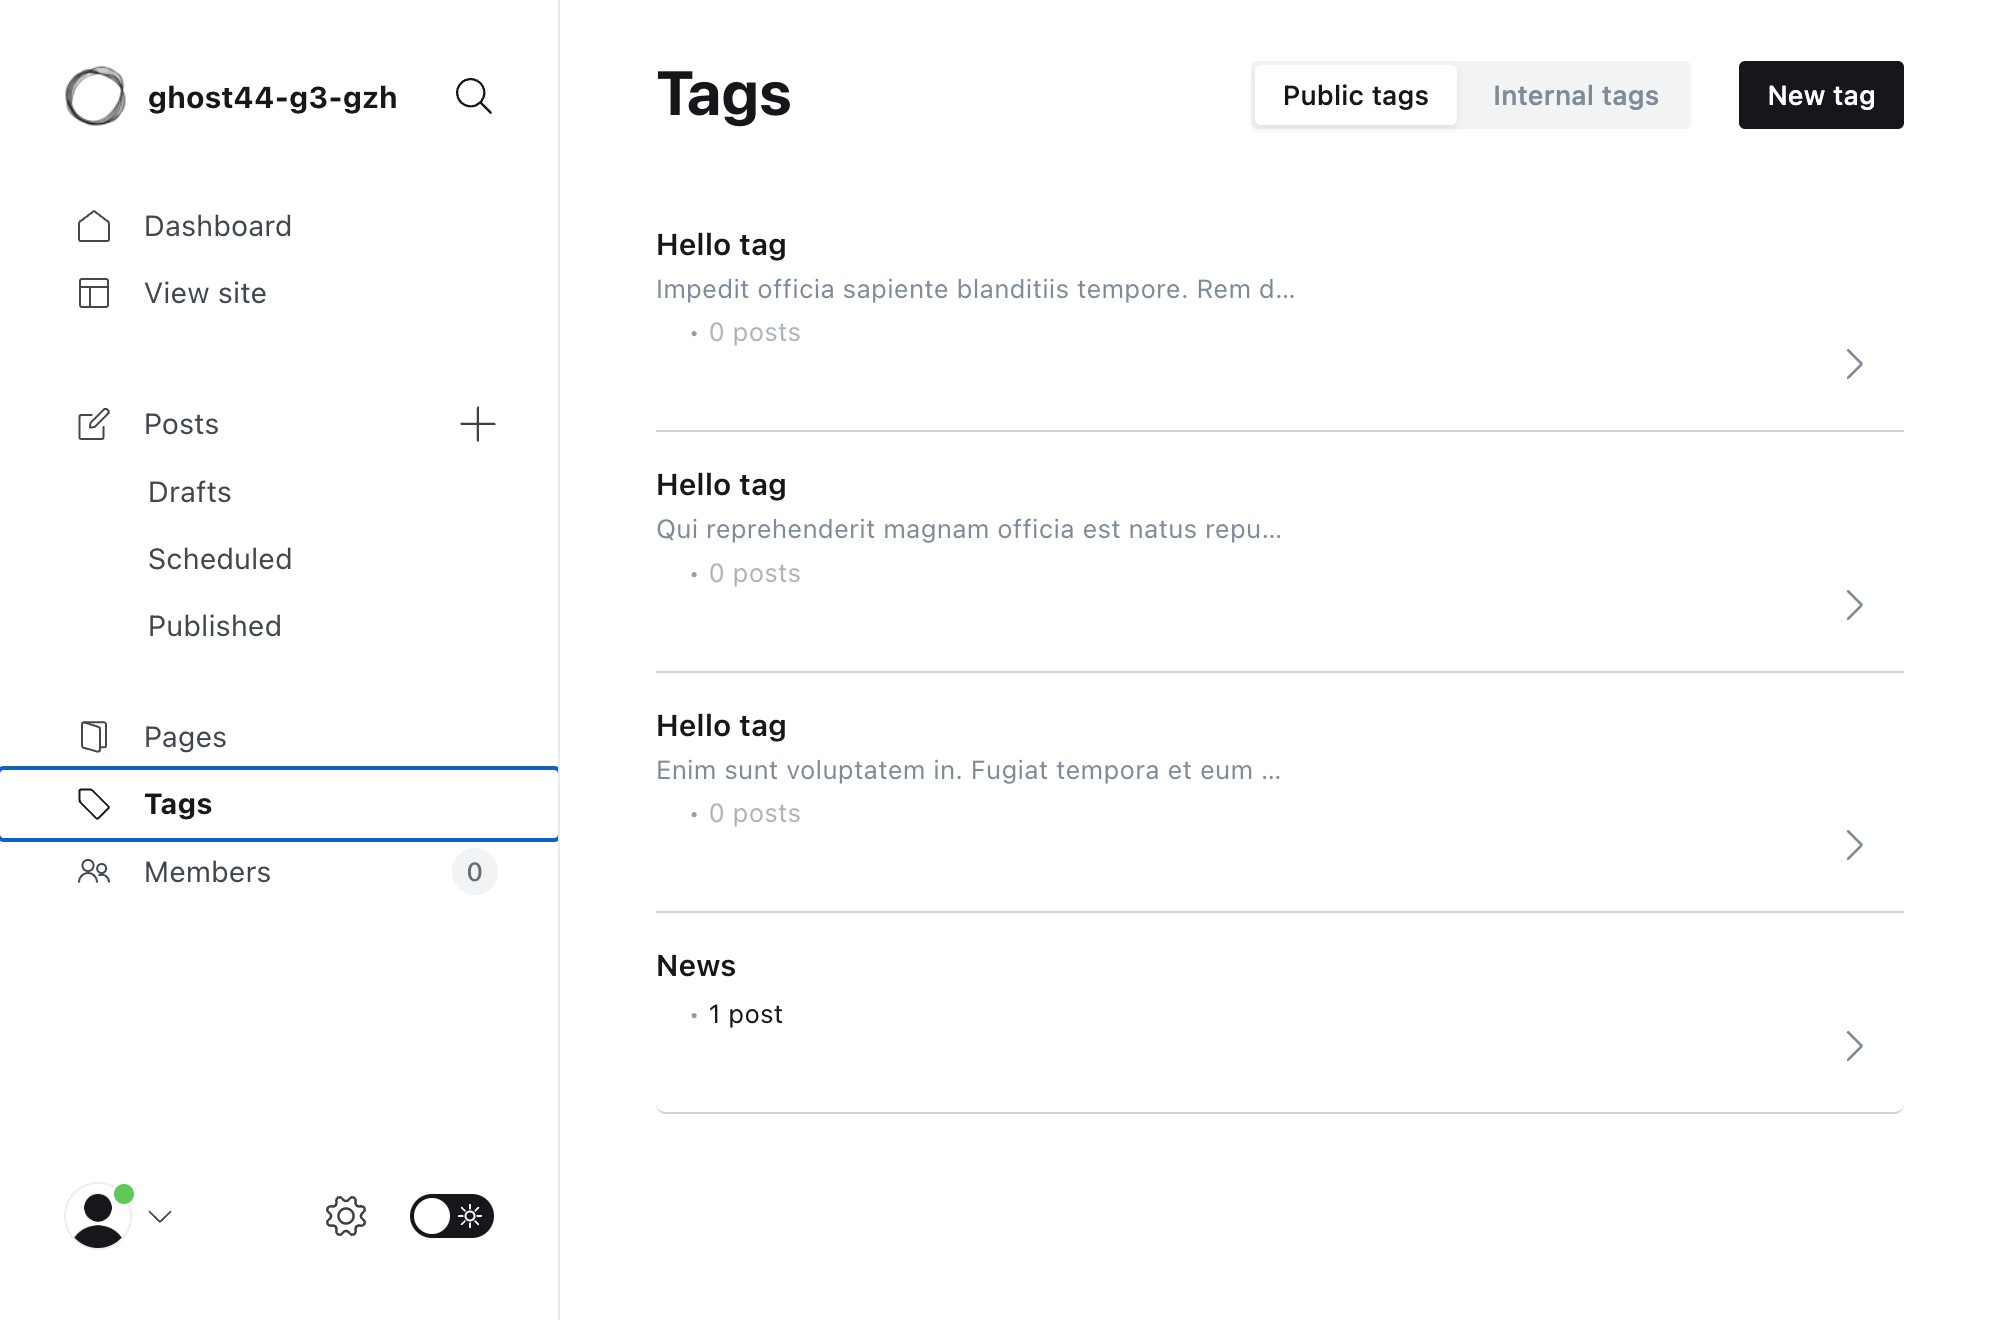 ghost44-g3-gzh
Dashboard
View site
Posts
Drafts
Scheduled
Published
Pages
Tags
Members
0
Tags
Public tags
Internal tags
New tag
Hello tag
Impedit officia sapiente blanditiis tempore. Rem d...
• 0 posts
Hello tag
Qui reprehenderit magnam officia est natus repu...
• 0 posts
Hello tag
Enim sunt voluptatem in. Fugiat tempora et eum ...
• 0 posts
News
• 1 post